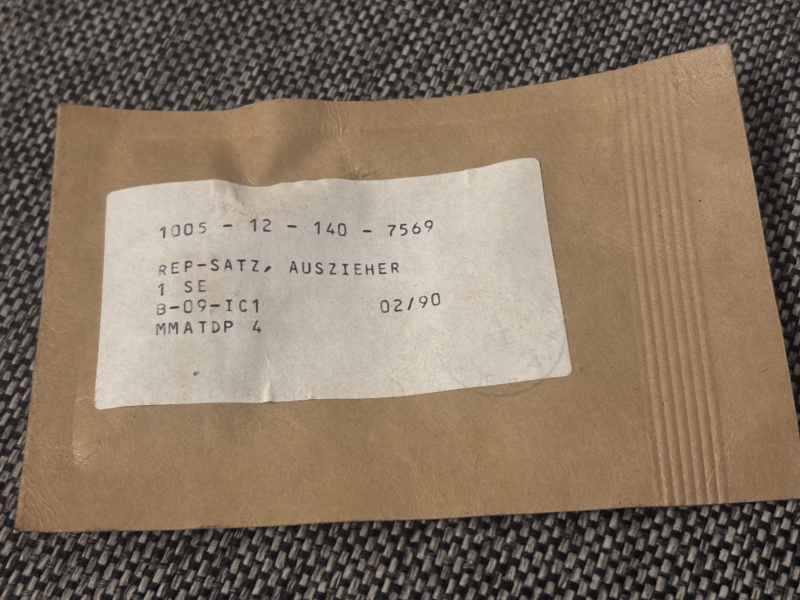 1005 - 12 - 140 - 7569
REP-SATZ, AUSZIEHER
1 SE
B-09-IC1 02/90
MMATDP 4